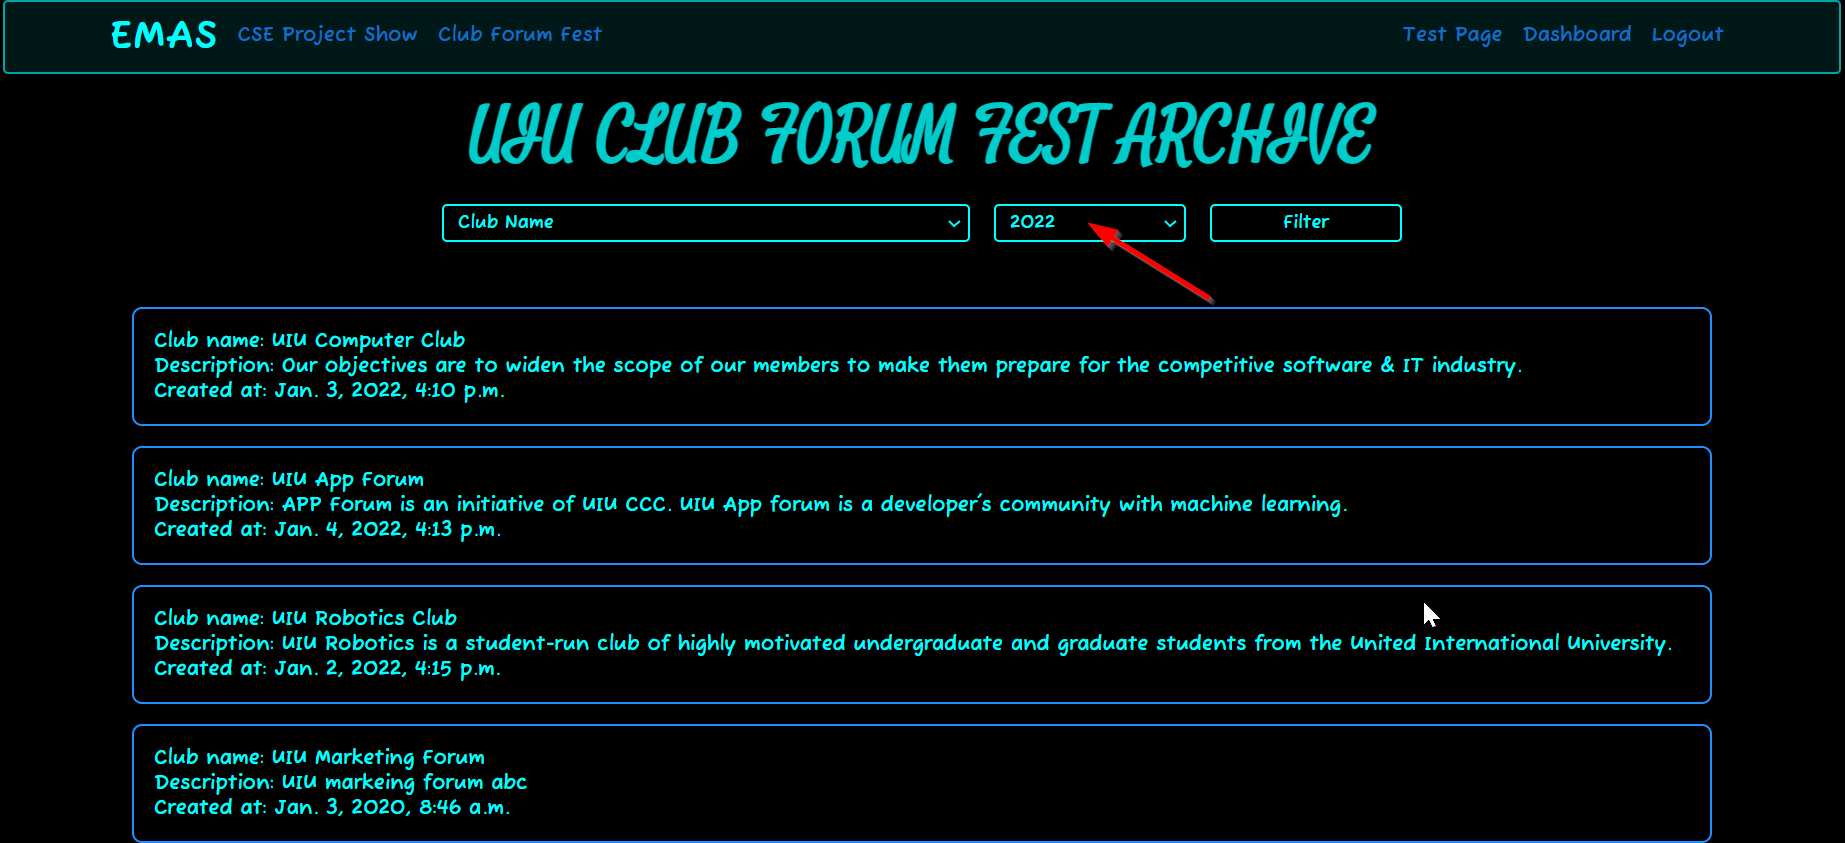 EMAS CSE Project Show Club Forum Fest Test Page Dashboard Logout
UIU CLUB FORUM FEST ARCHIVE
Club Name 2022 Filter
Club name: UIU Computer Club
Description: Our objectives are to widen the scope of our members to make them prepare for the competitive software & IT industry.
Created at: Jan. 3, 2022, 4:10 p.m.
Club name: UIU App Forum
Description: APP Forum is an initiative of UIU CCC. UIU App forum is a developer's community with machine learning.
Created at: Jan. 4, 2022, 4:13 p.m.
Club name: UIU Robotics Club
Description: UIU Robotics is a student-run club of highly motivated undergraduate and graduate students from the United International University.
Created at: Jan. 2, 2022, 4:15 p.m.
Club name: UIU Marketing Forum
Description: UIU markeing forum abc
Created at: Jan. 3, 2020, 8:46 a.m.